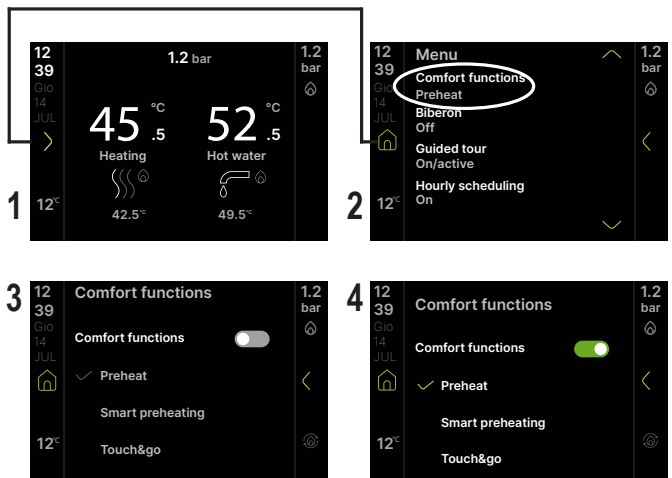 1
12
39
Gio
14
JUL
12°C
1.2 bar
45.5 °C
Heating
42.5°C
52.5 °C
Hot water
49.5°C
1.2
bar
2
12
39
Gio
14
JUL
12°C
Menu
Comfort functions
Preheat
Biberon
Off
Guided tour
On/active
Hourly scheduling
On
1.2
bar
3
12
39
Gio
14
JUL
12°C
Comfort functions
Comfort functions
Preheat
Smart preheating
Touch&go
1.2
bar
4
12
39
Gio
14
JUL
12°C
Comfort functions
Comfort functions
Preheat
Smart preheating
Touch&go
1.2
bar